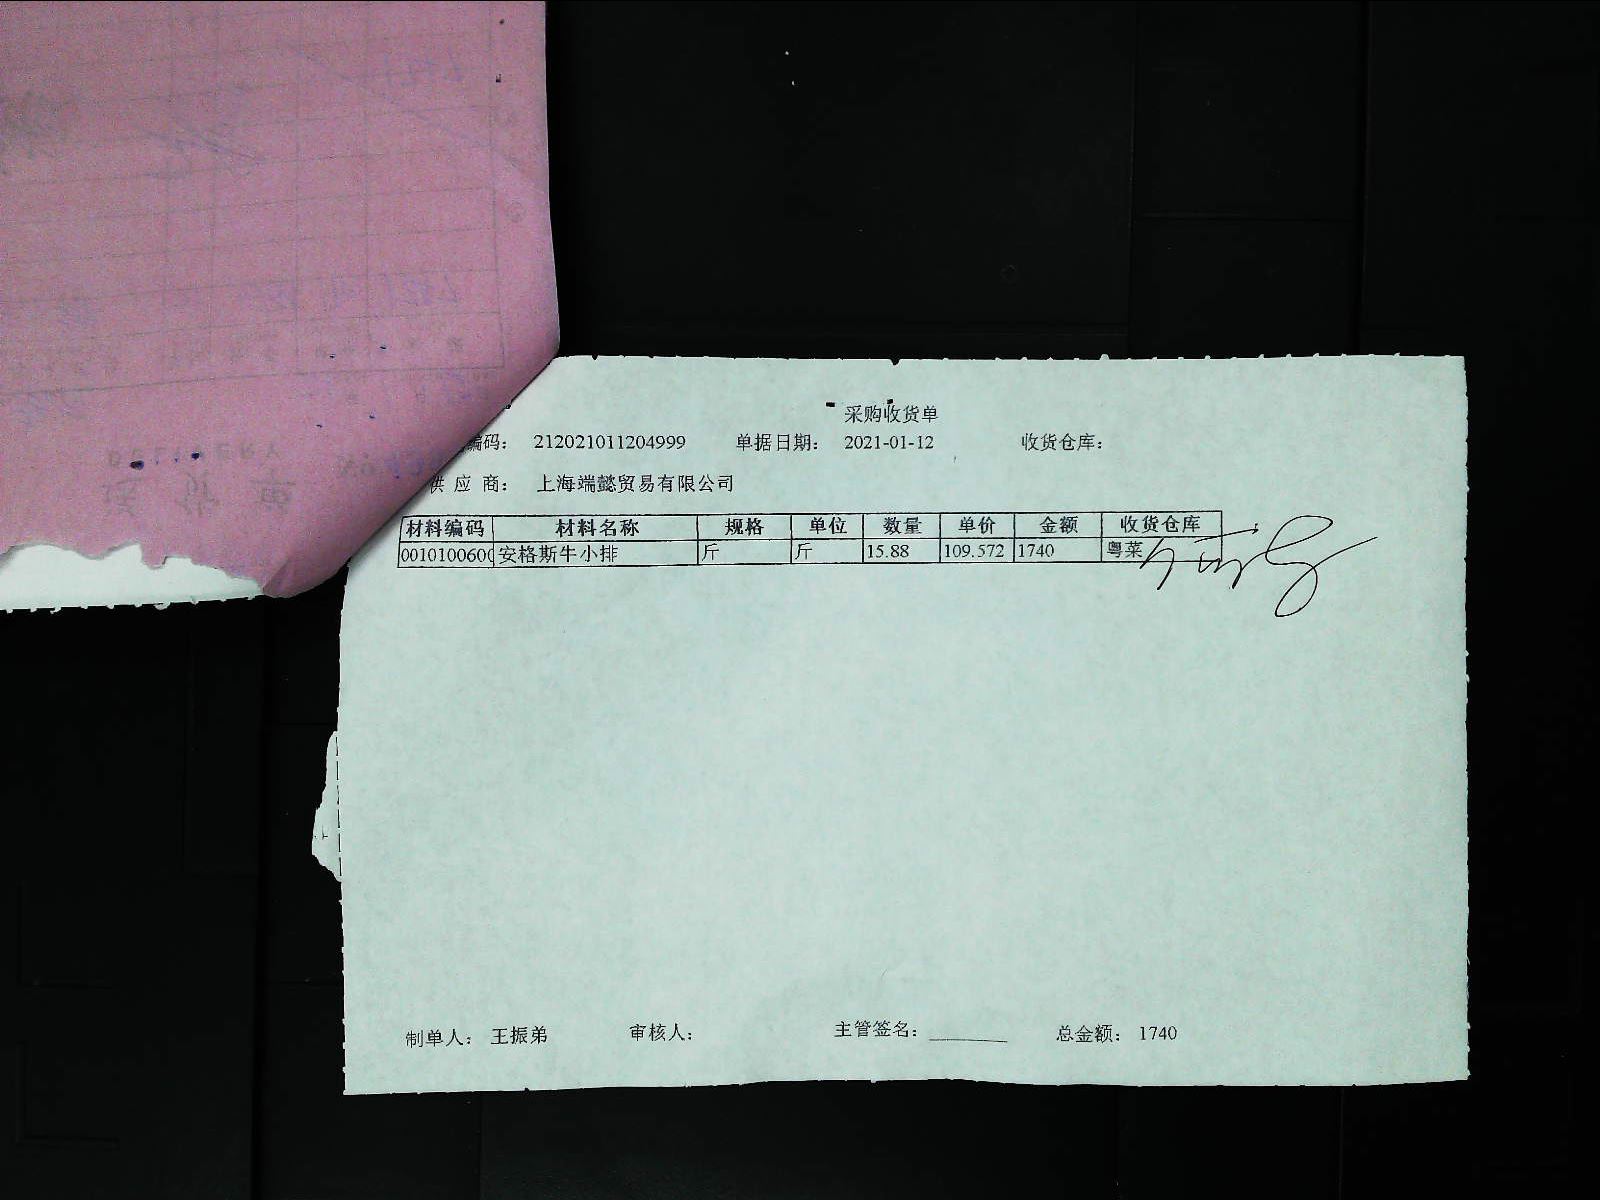 采购收货单
编码： 212021011204999 单据日期： 2021-01-12 收货仓库：
供应商： 上海端懿贸易有限公司
材料编码 材料名称 规格 单位 数量 单价 金额 收货仓库
0010100600 安格斯牛小排 斤 斤 15.88 109.572 1740 粤菜
制单人： 王振弟 审核人： 主管签名： 总金额： 1740